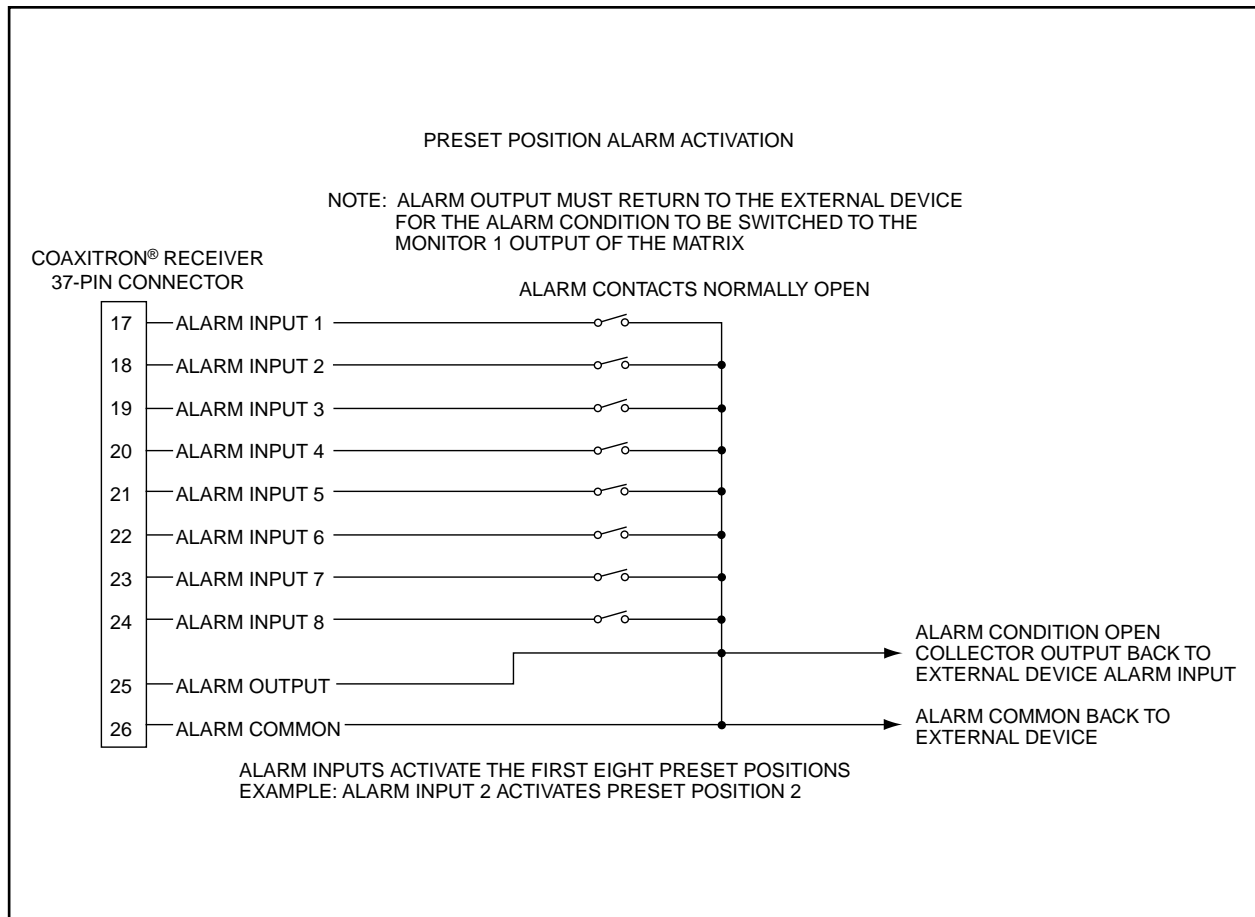 PRESET POSITION ALARM ACTIVATION
NOTE: ALARM OUTPUT MUST RETURN TO THE EXTERNAL DEVICE
FOR THE ALARM CONDITION TO BE SWITCHED TO THE
MONITOR 1 OUTPUT OF THE MATRIX
COAXITRON® RECEIVER
37-PIN CONNECTOR
ALARM CONTACTS NORMALLY OPEN
17 ALARM INPUT 1
18 ALARM INPUT 2
19 ALARM INPUT 3
20 ALARM INPUT 4
21 ALARM INPUT 5
22 ALARM INPUT 6
23 ALARM INPUT 7
24 ALARM INPUT 8
25 ALARM OUTPUT
26 ALARM COMMON
ALARM CONDITION OPEN
COLLECTOR OUTPUT BACK TO
EXTERNAL DEVICE ALARM INPUT
ALARM COMMON BACK TO
EXTERNAL DEVICE
ALARM INPUTS ACTIVATE THE FIRST EIGHT PRESET POSITIONS
EXAMPLE: ALARM INPUT 2 ACTIVATES PRESET POSITION 2